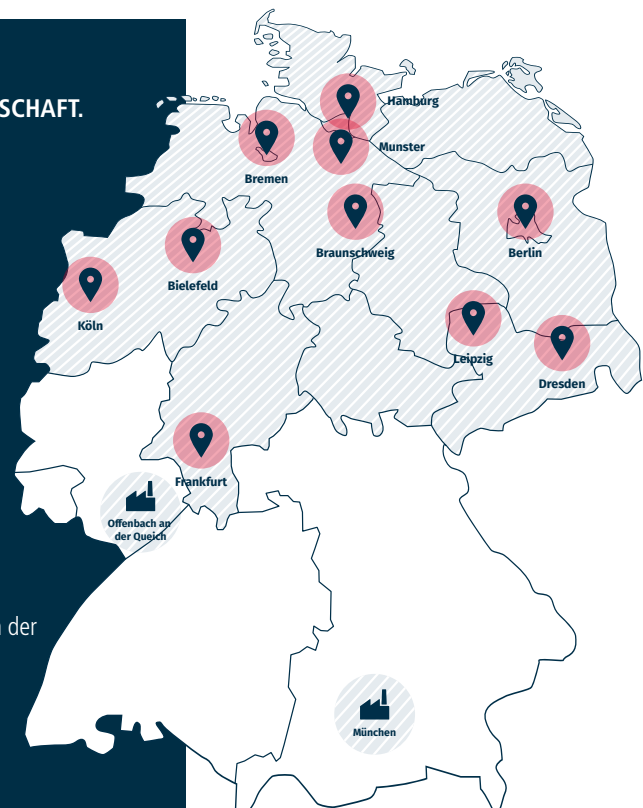 SCHAFT.
Hamburg
Munster
Bremen
Braunschweig
Berlin
Bielefeld
Köln
Leipzig
Dresden
Frankfurt
Offenbach an
der Queich
der
München